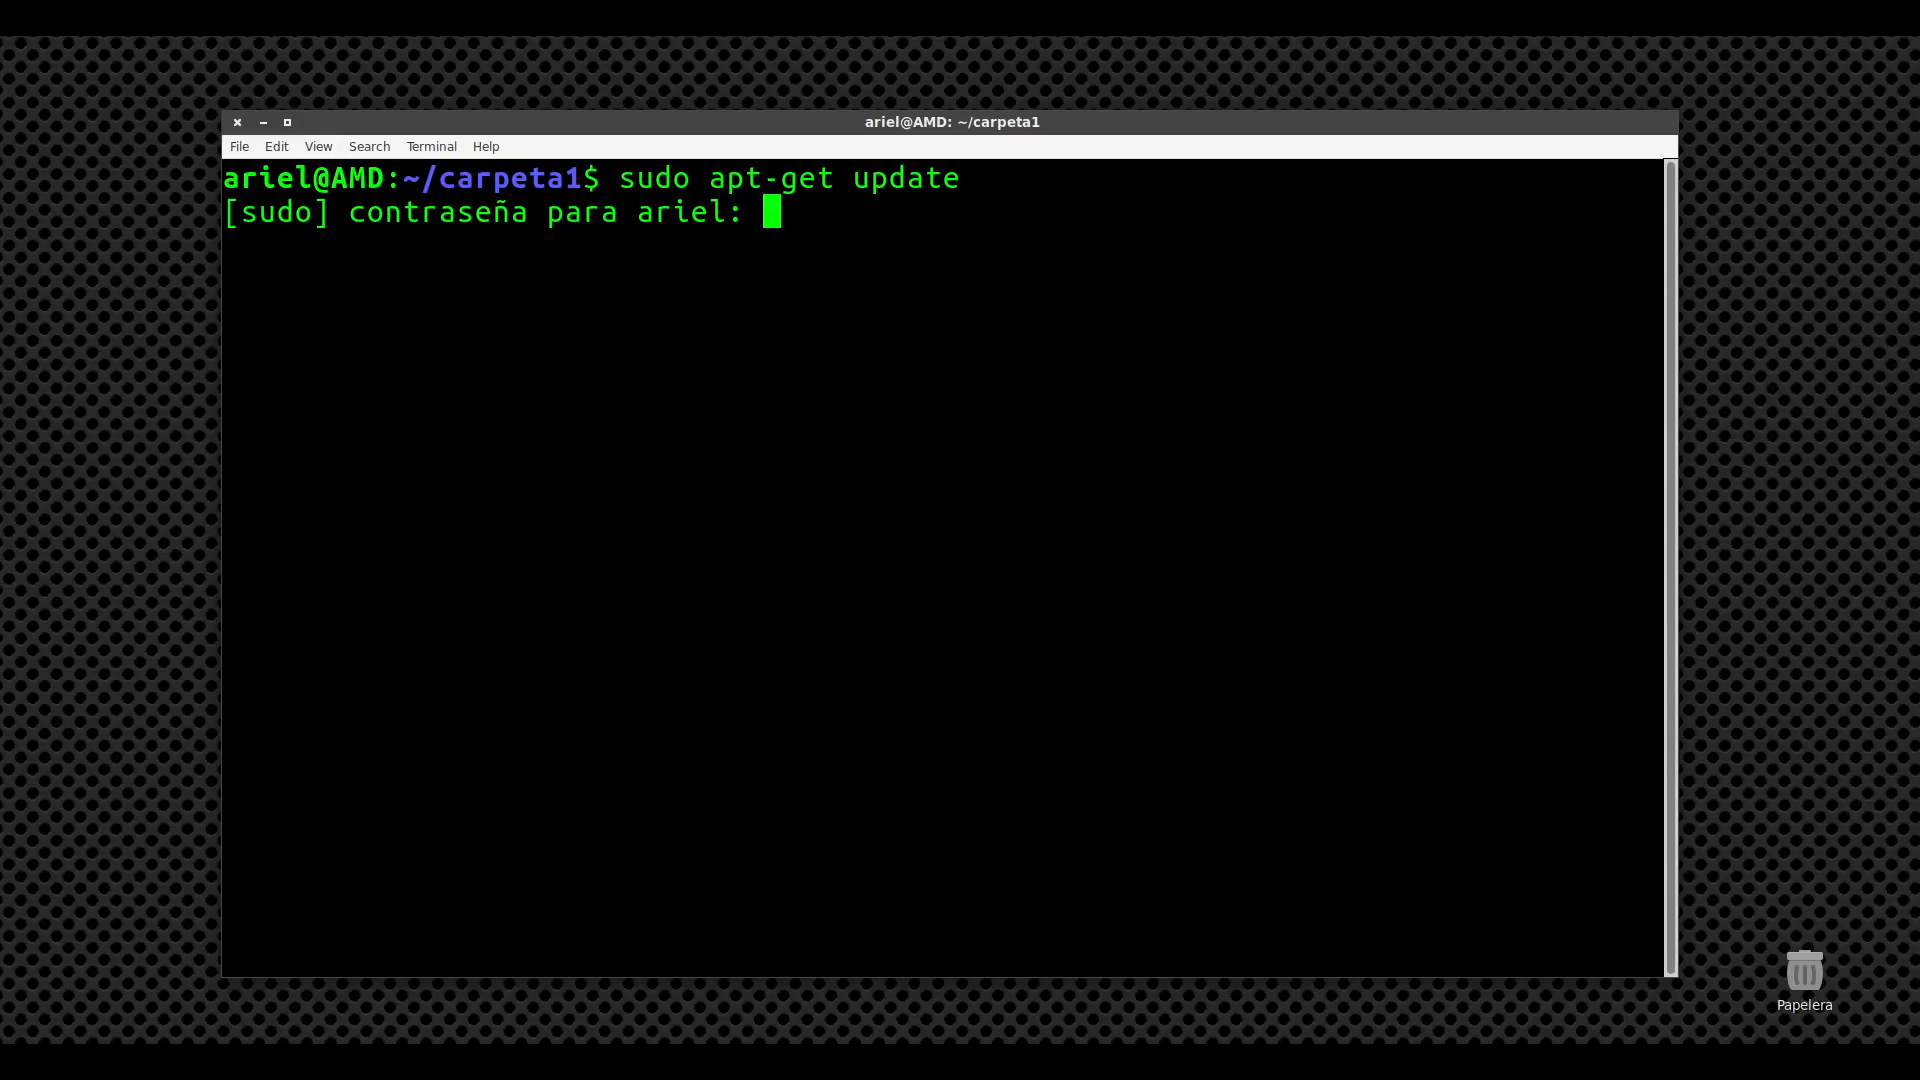 ariel@AMD: ~/carpeta1
File Edit View Search Terminal Help
ariel@AMD:~/carpeta1$ sudo apt-get update
[sudo] contraseña para ariel:
Papelera